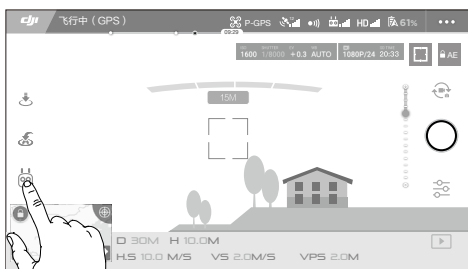 dji 飞行中（GPS） P-GPS HD 61%
09:29
1600 1/8000 +0.3 AUTO 1080P/24 20:33 AE
15M
D 30M H 10.0M
H.S 10.0 M/S VS 2.0M/S VPS 2.0M